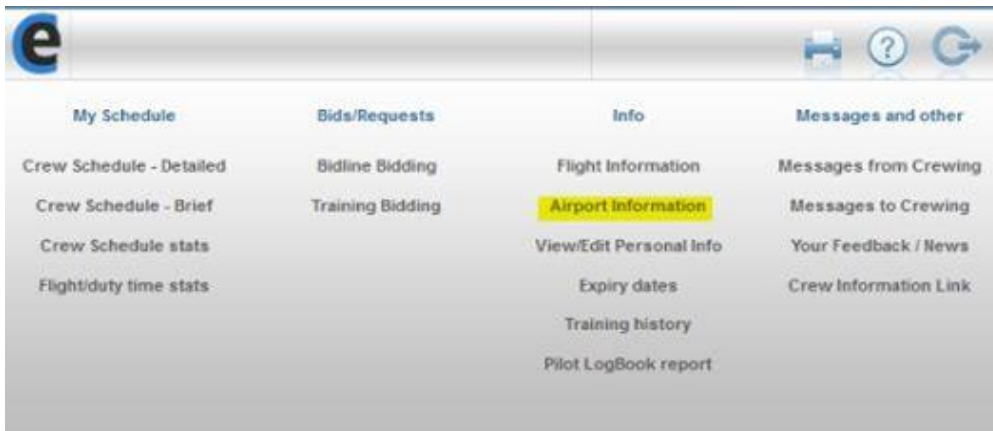 e
My Schedule Bids/Requests Info Messages and other
Crew Schedule - Detailed Bidline Bidding Flight Information Messages from Crewing
Crew Schedule - Brief Training Bidding Airport Information Messages to Crewing
Crew Schedule stats View/Edit Personal Info Your Feedback / News
Flight/duty time stats Expiry dates Crew Information Link
Training history
Pilot LogBook report